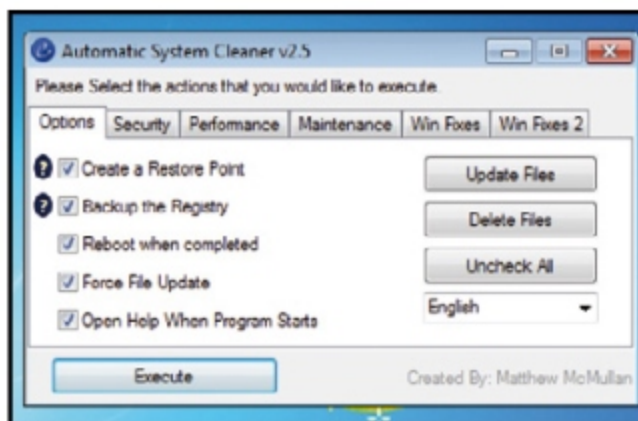 Automatic System Cleaner v2.5
Please Select the actions that you would like to execute.
Options Security Performance Maintenance Win Fixes Win Fixes 2
Create a Restore Point
Backup the Registry
Reboot when completed
Force File Update
Open Help When Program Starts
Update Files
Delete Files
Uncheck All
English
Execute
Created By: Matthew McMullan